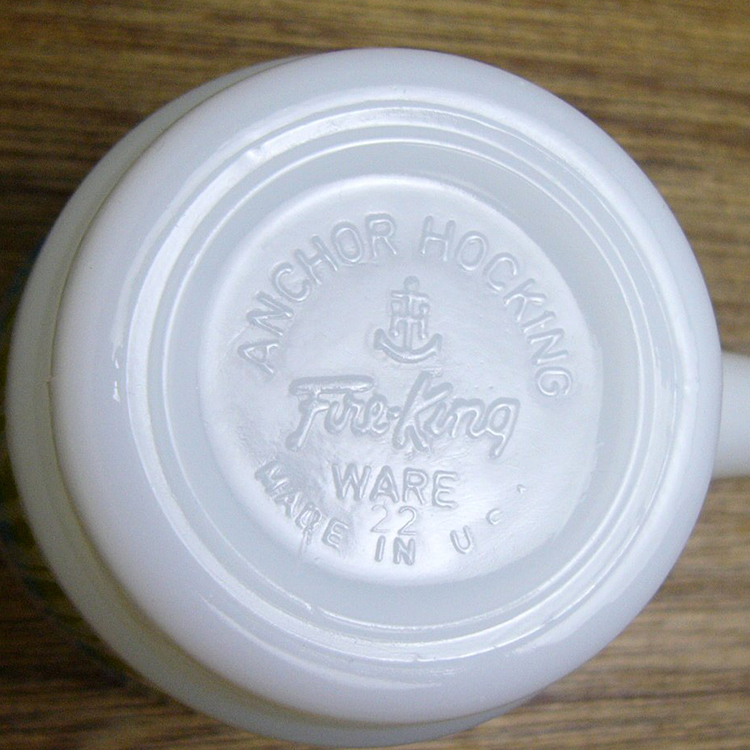 ANCHOR HOCKING
Fire-King
WARE
22
MADE IN U.S.